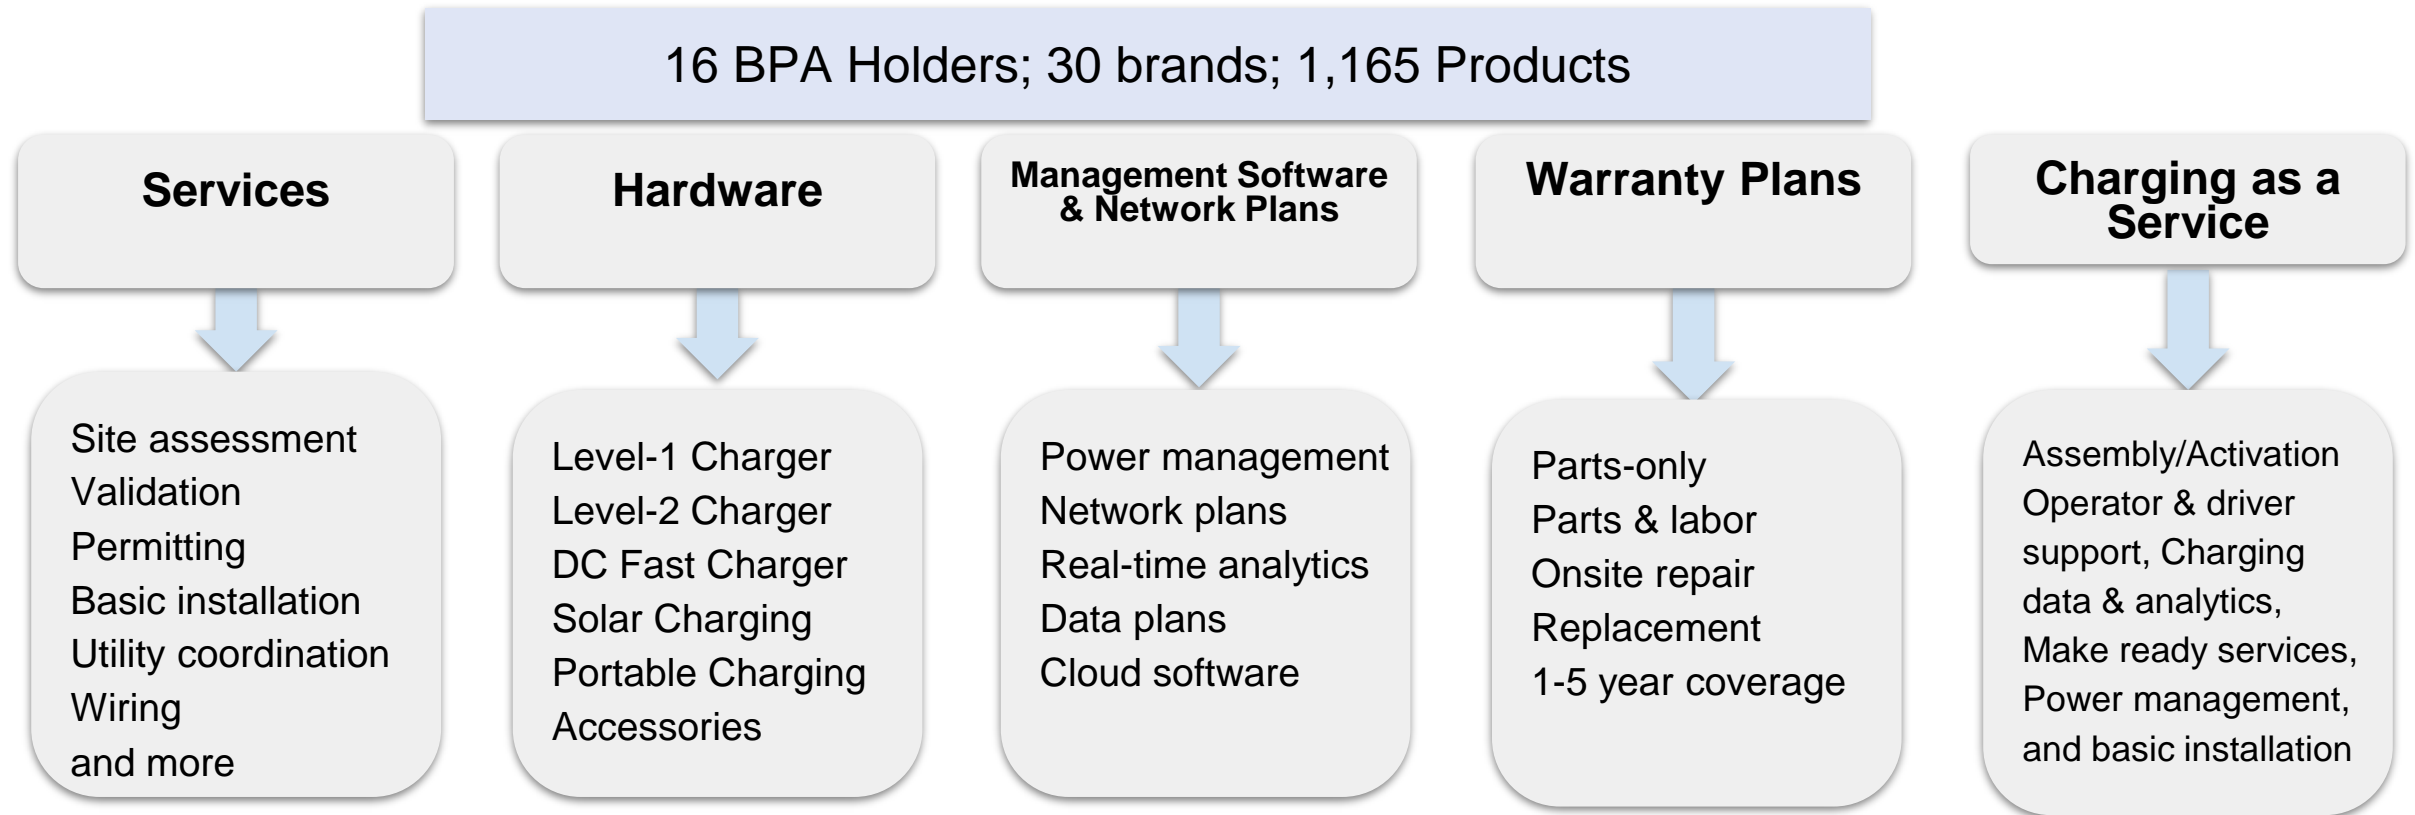 16 BPA Holders; 30 brands; 1,165 Products
Services
Site assessment
Validation
Permitting
Basic installation
Utility coordination
Wiring
and more
Hardware
Level-1 Charger
Level-2 Charger
DC Fast Charger
Solar Charging
Portable Charging
Accessories
Management Software
& Network Plans
Power management
Network plans
Real-time analytics
Data plans
Cloud software
Warranty Plans
Parts-only
Parts & labor
Onsite repair
Replacement
1-5 year coverage
Charging as a
Service
Assembly/Activation
Operator & driver
support, Charging
data & analytics,
Make ready services,
Power management,
and basic installation